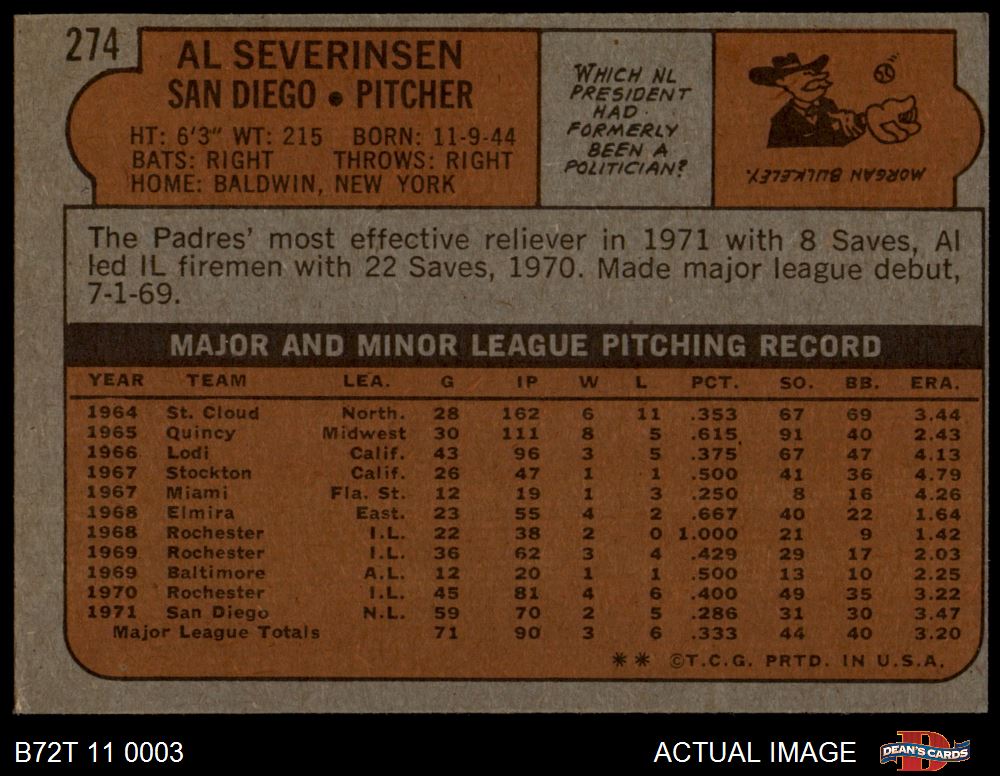 274
AL SEVERINSEN
SAN DIEGO • PITCHER
HT: 6'3" WT: 215 BORN: 11-9-44
BATS: RIGHT THROWS: RIGHT
HOME: BALDWIN, NEW YORK
WHICH NL
PRESIDENT
HAD
FORMERLY
BEEN A
POLITICIAN?
MORGAN BULKELEY.
The Padres' most effective reliever in 1971 with 8 Saves, Al
led IL firemen with 22 Saves, 1970. Made major league debut,
7-1-69.
MAJOR AND MINOR LEAGUE PITCHING RECORD
YEAR TEAM LEA. G IP W L PCT. SO. BB. ERA.
1964 St. Cloud North. 28 162 6 11 .353 67 69 3.44
1965 Quincy Midwest 30 111 8 5 .615 91 40 2.43
1966 Lodi Calif. 43 96 3 5 .375 67 47 4.13
1967 Stockton Calif. 26 47 1 1 .500 41 36 4.79
1967 Miami Fla. St. 12 19 1 3 .250 8 16 4.26
1968 Elmira East. 23 55 4 2 .667 40 22 1.64
1968 Rochester I.L. 22 38 2 0 1.000 21 9 1.42
1969 Rochester I.L. 36 62 3 4 .429 29 17 2.03
1969 Baltimore A.L. 12 20 1 1 .500 13 10 2.25
1970 Rochester I.L. 45 81 4 6 .400 49 35 3.22
1971 San Diego N.L. 59 70 2 5 .286 31 30 3.47
Major League Totals 71 90 3 6 .333 44 40 3.20
** ©T.C.G. PRTD. IN U.S.A.
B72T 11 0003
ACTUAL IMAGE
DEAN'S CARDS